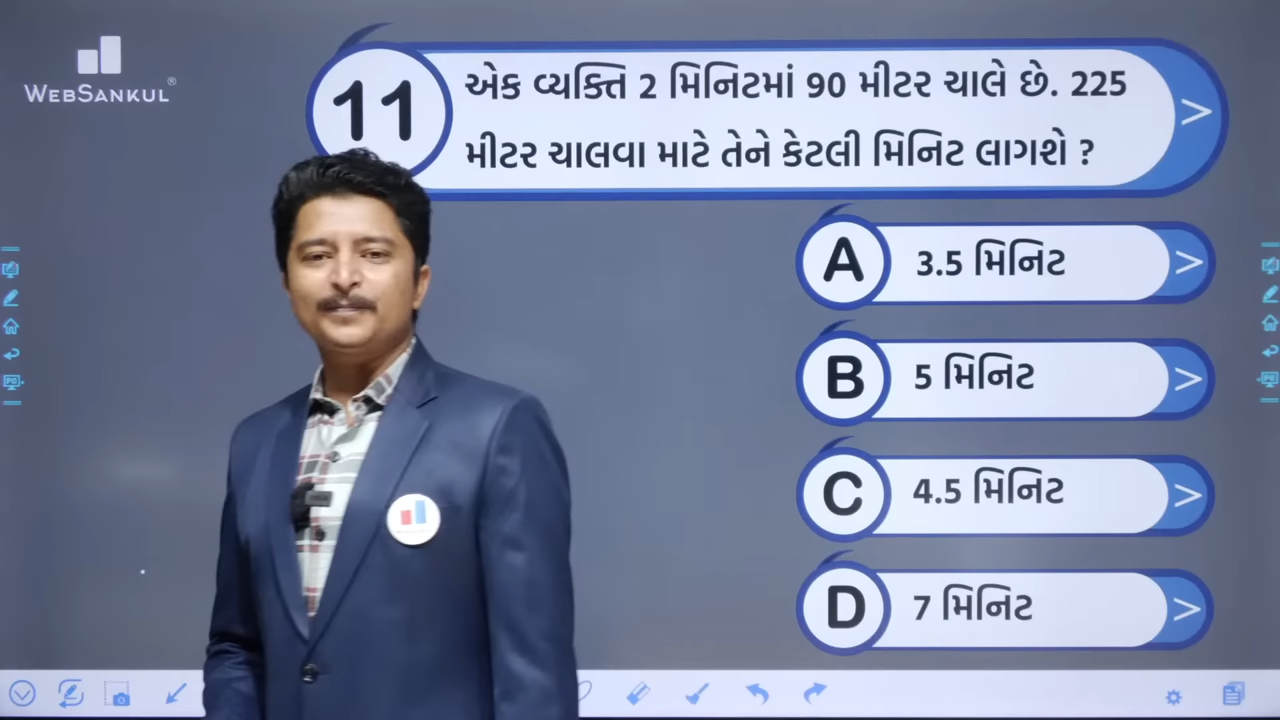 WEBSANKUL®
11
એક વ્યક્તિ 2 મિનિટમાં 90 મીટર ચાલે છે. 225
મીટર ચાલવા માટે તેને કેટલી મિનિટ લાગશે ?
A 3.5 મિનિટ
B 5 મિનિટ
C 4.5 મિનિટ
D 7 મિનિટ